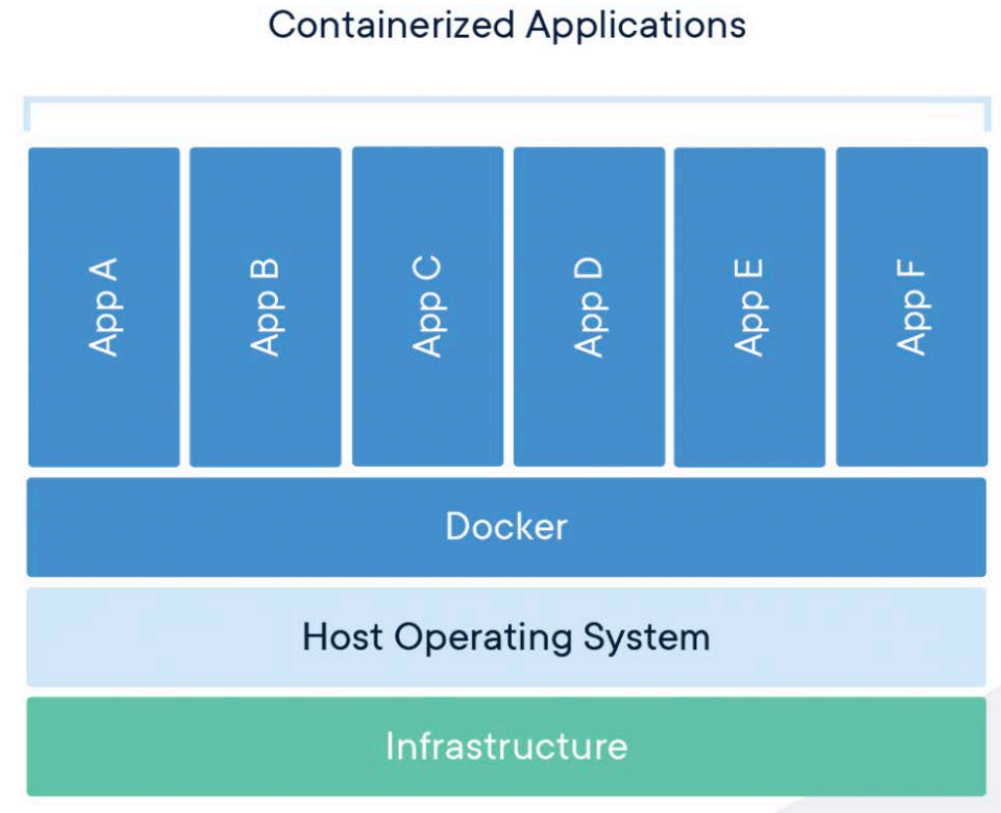 Containerized Applications
App A
App B
App C
App D
App E
App F
Docker
Host Operating System
Infrastructure